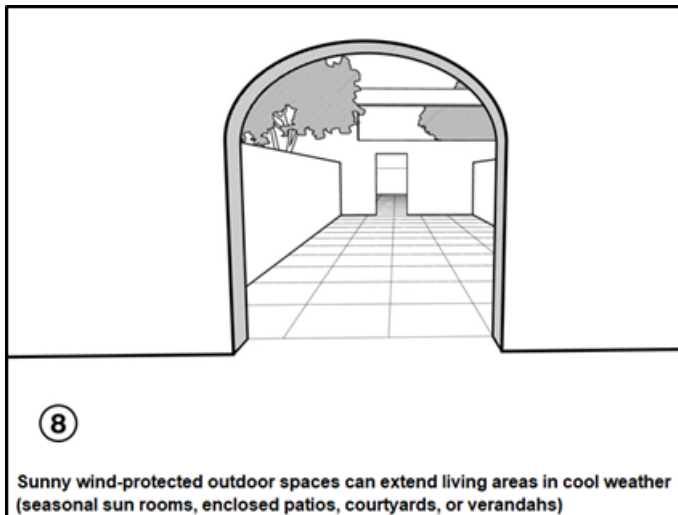 8
Sunny wind-protected outdoor spaces can extend living areas in cool weather
(seasonal sun rooms, enclosed patios, courtyards, or verandahs)